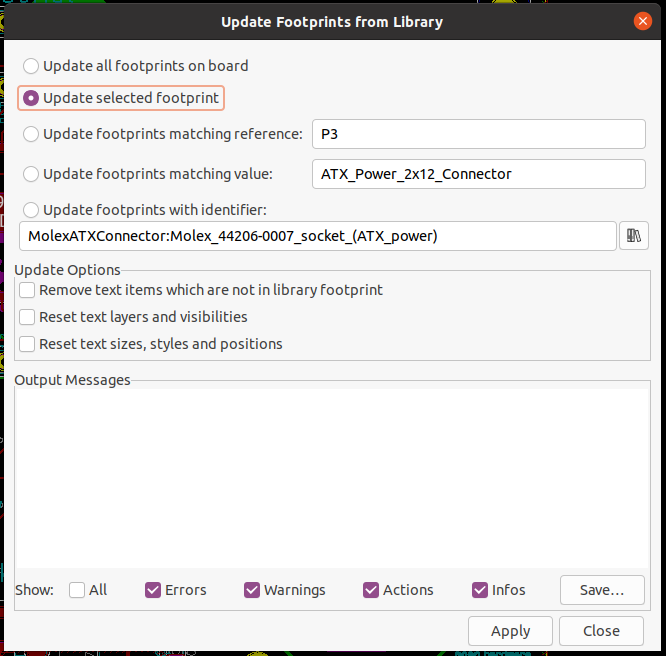 Update Footprints from Library
Update all footprints on board
Update selected footprint
Update footprints matching reference: P3
Update footprints matching value: ATX_Power_2x12_Connector
Update footprints with identifier:
MolexATXConnector:Molex_44206-0007_socket_(ATX_power)
Update Options
Remove text items which are not in library footprint
Reset text layers and visibilities
Reset text sizes, styles and positions
Output Messages
Show: All Errors Warnings Actions Infos Save...
Apply Close